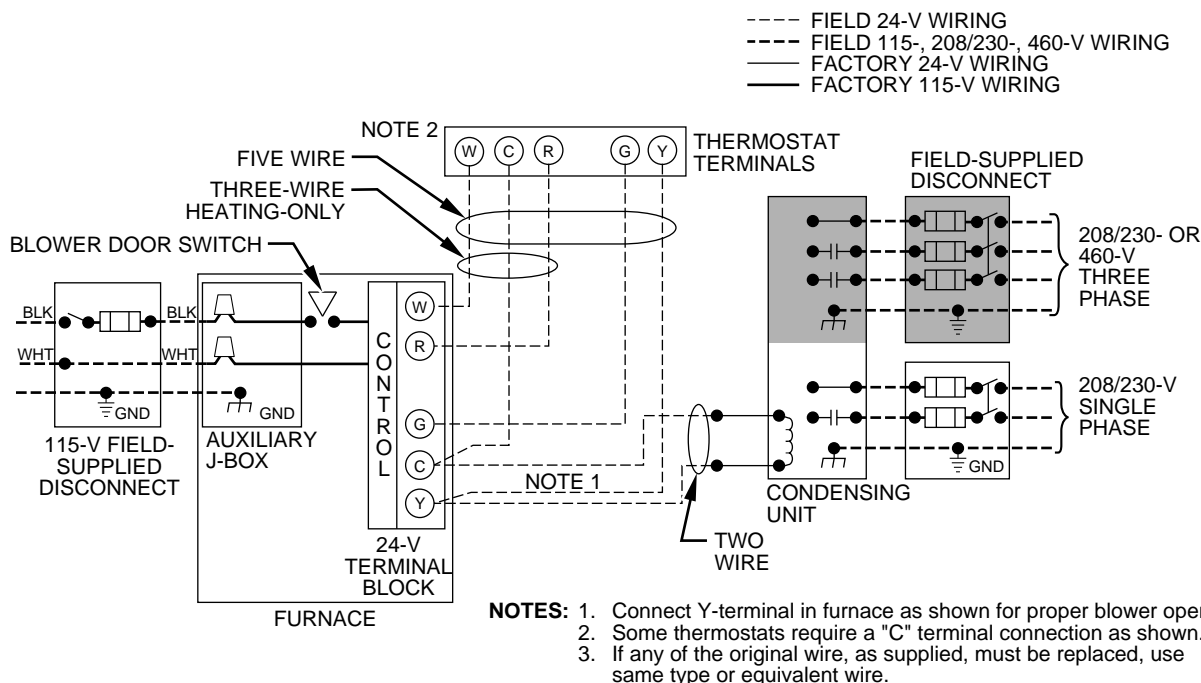 FIELD 24-V WIRING
FIELD 115-, 208/230-, 460-V WIRING
FACTORY 24-V WIRING
FACTORY 115-V WIRING
NOTE 2
W C R G Y
THERMOSTAT
TERMINALS
FIVE WIRE
THREE-WIRE
HEATING-ONLY
BLOWER DOOR SWITCH
FIELD-SUPPLIED
DISCONNECT
208/230- OR
460-V
THREE
PHASE
BLK
BLK
WHT
WHT
GND
GND
115-V FIELD-
SUPPLIED
DISCONNECT
AUXILIARY
J-BOX
CONTROL
W
R
G
C
Y
NOTE 1
24-V
TERMINAL
BLOCK
FURNACE
TWO
WIRE
CONDENSING
UNIT
208/230-V
SINGLE
PHASE
GND
NOTES: 1. Connect Y-terminal in furnace as shown for proper blower oper
2. Some thermostats require a "C" terminal connection as shown.
3. If any of the original wire, as supplied, must be replaced, use
same type or equivalent wire.